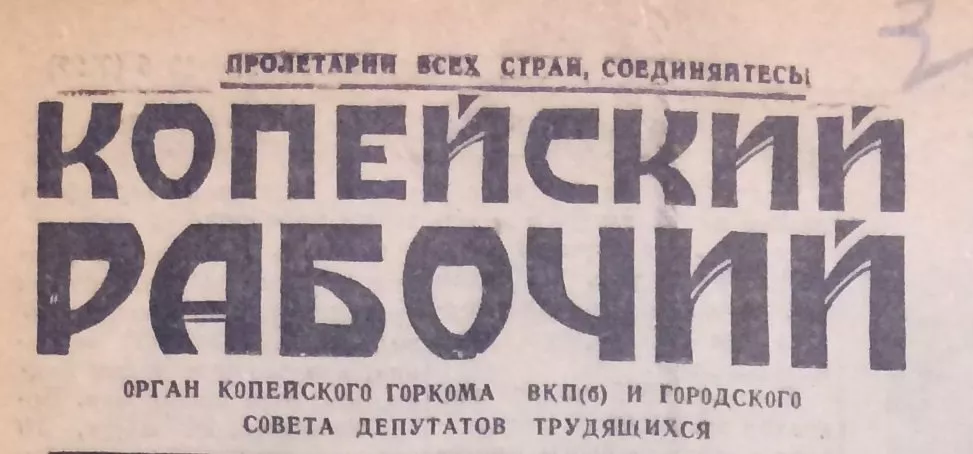 ПРОЛЕТАРИИ ВСЕХ СТРАН, СОЕДИНЯЙТЕСЬ!
КОПЕЙСКИЙ
РАБОЧИЙ
ОРГАН КОПЕЙСКОГО ГОРКОМА ВКП(б) И ГОРОДСКОГО
СОВЕТА ДЕПУТАТОВ ТРУДЯЩИХСЯ